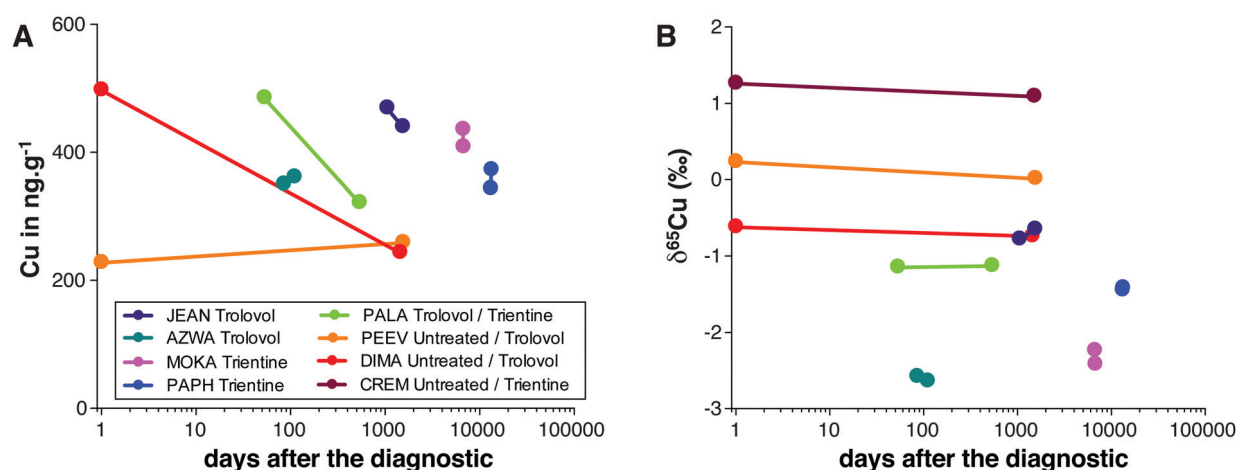 A
600
400
200
0
Cu in ng.g⁻¹
JEAN Trolovol
AZWA Trolovol
MOKA Trientine
PAPH Trientine
PALA Trolovol / Trientine
PEEV Untreated / Trolovol
DIMA Untreated / Trolovol
CREM Untreated / Trientine
1 10 100 1000 10000 100000
days after the diagnostic
B
2
1
0
-1
-2
-3
δ⁶⁵Cu (‰)
1 10 100 1000 10000 100000
days after the diagnostic